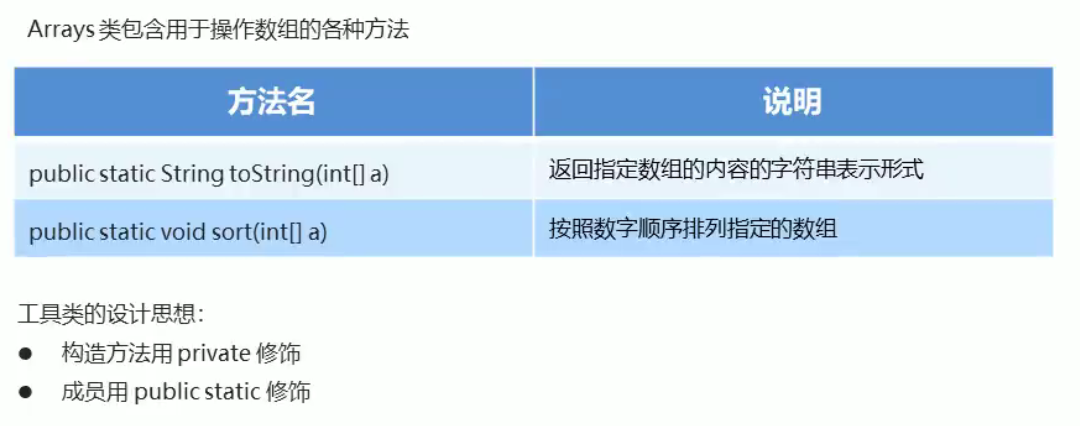 Arrays 类包含用于操作数组的各种方法
方法名 说明
public static String toString(int[] a) 返回指定数组的内容的字符串表示形式
public static void sort(int[] a) 按照数字顺序排列指定的数组
工具类的设计思想：
● 构造方法用 private 修饰
● 成员用 public static 修饰